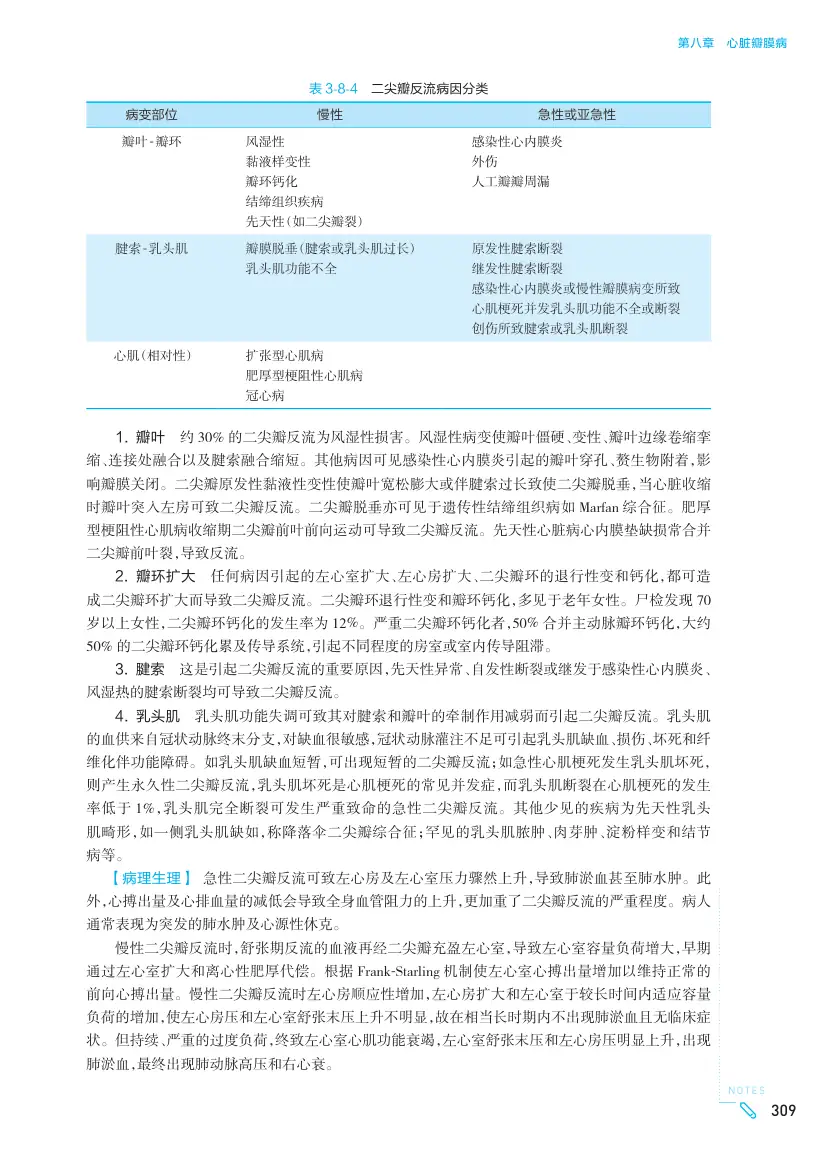 第八章 心脏瓣膜病
表 3-8-4 二尖瓣反流病因分类
病变部位 慢性 急性或亚急性
瓣叶-瓣环 风湿性 感染性心内膜炎
黏液样变性 外伤
瓣环钙化 人工瓣瓣周漏
结缔组织疾病
先天性(如二尖瓣裂)
腱索-乳头肌 瓣膜脱垂(腱索或乳头肌过长) 原发性腱索断裂
乳头肌功能不全 继发性腱索断裂
感染性心内膜炎或慢性瓣膜病变所致
心肌梗死并发乳头肌功能不全或断裂
创伤所致腱索或乳头肌断裂
心肌(相对性) 扩张型心肌病
肥厚型梗阻性心肌病
冠心病
1. 瓣叶 约 30% 的二尖瓣反流为风湿性损害。风湿性病变使瓣叶僵硬、变性、瓣叶边缘卷缩挛
缩、连接处融合以及腱索融合缩短。其他病因可见感染性心内膜炎引起的瓣叶穿孔、赘生物附着,影
响瓣膜关闭。二尖瓣原发性黏液性变性使瓣叶宽松膨大或伴腱索过长致使二尖瓣脱垂,当心脏收缩
时瓣叶突入左房可致二尖瓣反流。二尖瓣脱垂亦可见于遗传性结缔组织病如 Marfan 综合征。肥厚
型梗阻性心肌病收缩期二尖瓣前叶前向运动可导致二尖瓣反流。先天性心脏病心内膜垫缺损常合并
二尖瓣前叶裂,导致反流。
2. 瓣环扩大 任何病因引起的左心室扩大、左心房扩大、二尖瓣环的退行性变和钙化,都可造
成二尖瓣环扩大而导致二尖瓣反流。二尖瓣环退行性变和瓣环钙化,多见于老年女性。尸检发现 70
岁以上女性,二尖瓣环钙化的发生率为 12%。严重二尖瓣环钙化者,50% 合并主动脉瓣环钙化,大约
50% 的二尖瓣环钙化累及传导系统,引起不同程度的房室或室内传导阻滞。
3. 腱索 这是引起二尖瓣反流的重要原因,先天性异常、自发性断裂或继发于感染性心内膜炎、
风湿热的腱索断裂均可导致二尖瓣反流。
4. 乳头肌 乳头肌功能失调可致其对腱索和瓣叶的牵制作用减弱而引起二尖瓣反流。乳头肌
的血供来自冠状动脉终末分支,对缺血很敏感,冠状动脉灌注不足可引起乳头肌缺血、损伤、坏死和纤
维化伴功能障碍。如乳头肌缺血短暂,可出现短暂的二尖瓣反流;如急性心肌梗死发生乳头肌坏死,
则产生永久性二尖瓣反流,乳头肌坏死是心肌梗死的常见并发症,而乳头肌断裂在心肌梗死的发生
率低于 1%,乳头肌完全断裂可发生严重致命的急性二尖瓣反流。其他少见的疾病为先天性乳头
肌畸形,如一侧乳头肌缺如,称降落伞二尖瓣综合征;罕见的乳头肌脓肿、肉芽肿、淀粉样变和结节
病等。
【病理生理】 急性二尖瓣反流可致左心房及左心室压力骤然上升,导致肺淤血甚至肺水肿。此
外,心搏出量及心排血量的减低会导致全身血管阻力的上升,更加重了二尖瓣反流的严重程度。病人
通常表现为突发的肺水肿及心源性休克。
慢性二尖瓣反流时,舒张期反流的血液再经二尖瓣充盈左心室,导致左心室容量负荷增大,早期
通过左心室扩大和离心性肥厚代偿。根据 Frank-Starling 机制使左心室心搏出量增加以维持正常的
前向心搏出量。慢性二尖瓣反流时左心房顺应性增加,左心房扩大和左心室于较长时间内适应容量
负荷的增加,使左心房压和左心室舒张末压上升不明显,故在相当长时期内不出现肺淤血且无临床症
状。但持续、严重的过度负荷,终致左心室心肌功能衰竭,左心室舒张末压和左心房压明显上升,出现
肺淤血,最终出现肺动脉高压和右心衰。
NOTES
309